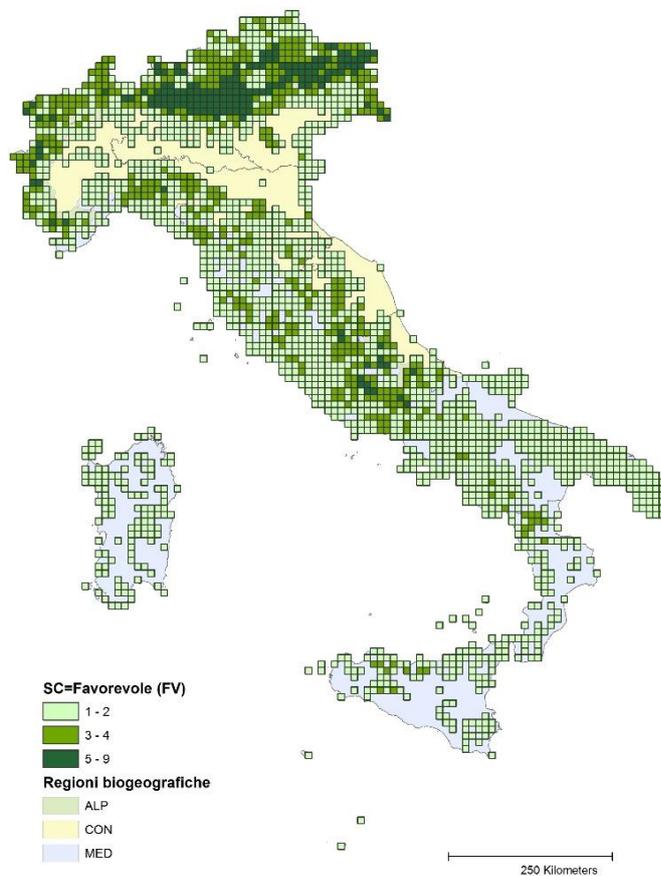 SC=Favorevole (FV)
1 - 2
3 - 4
5 - 9
Regioni biogeografiche
ALP
CON
MED
250 Kilometers